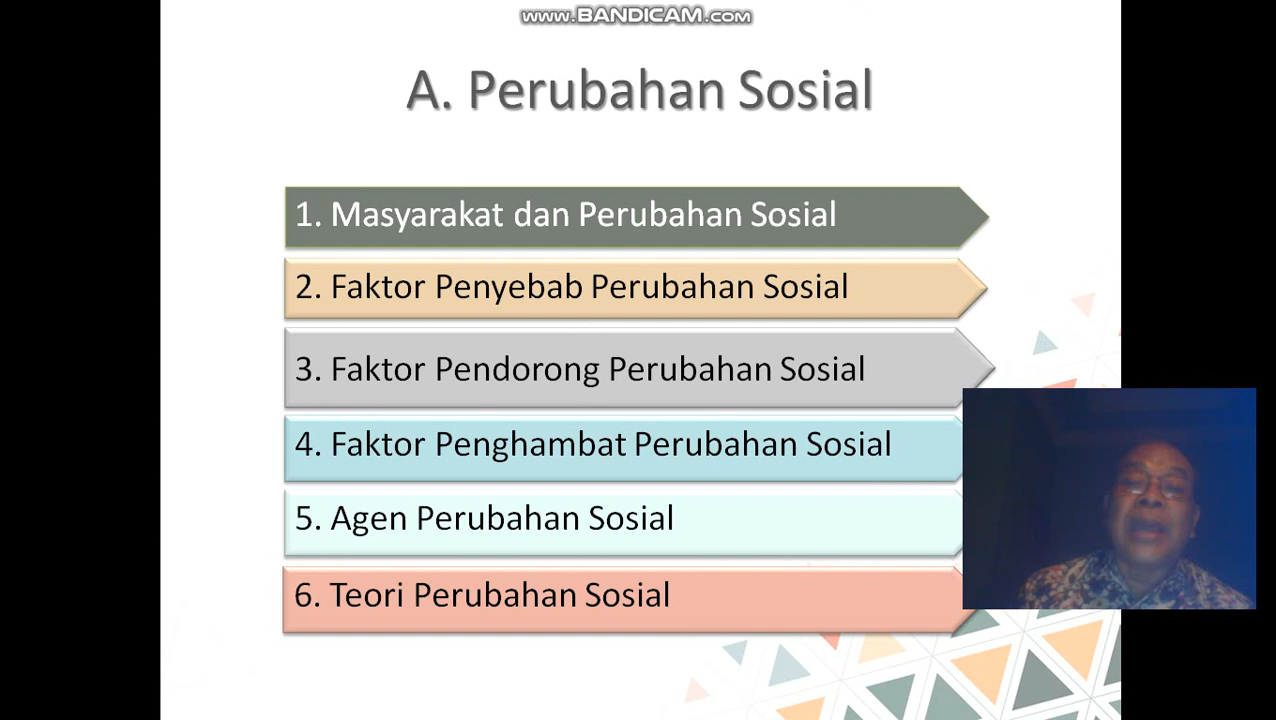 www.BANDICAM.com
A. Perubahan Sosial
1. Masyarakat dan Perubahan Sosial
2. Faktor Penyebab Perubahan Sosial
3. Faktor Pendorong Perubahan Sosial
4. Faktor Penghambat Perubahan Sosial
5. Agen Perubahan Sosial
6. Teori Perubahan Sosial